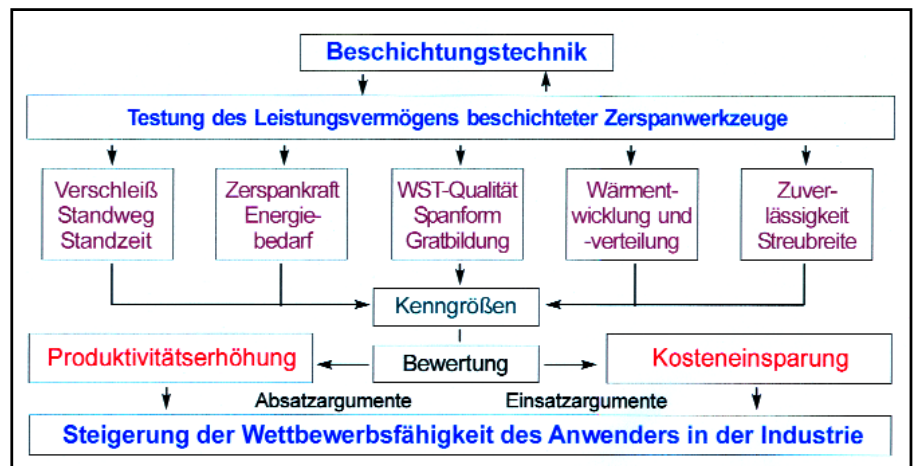 Beschichtungstechnik
Testung des Leistungsvermögens beschichteter Zerspanwerkzeuge
Verschleiß
Standweg
Standzeit
Zerspankraft
Energie-
bedarf
WST-Qualität
Spanform
Gratbildung
Wärment-
wicklung und
-verteilung
Zuver-
lässigkeit
Streubreite
Kenngrößen
Produktivitätserhöhung
Bewertung
Kosteneinsparung
Absatzargumente
Einsatzargumente
Steigerung der Wettbewerbsfähigkeit des Anwenders in der Industrie